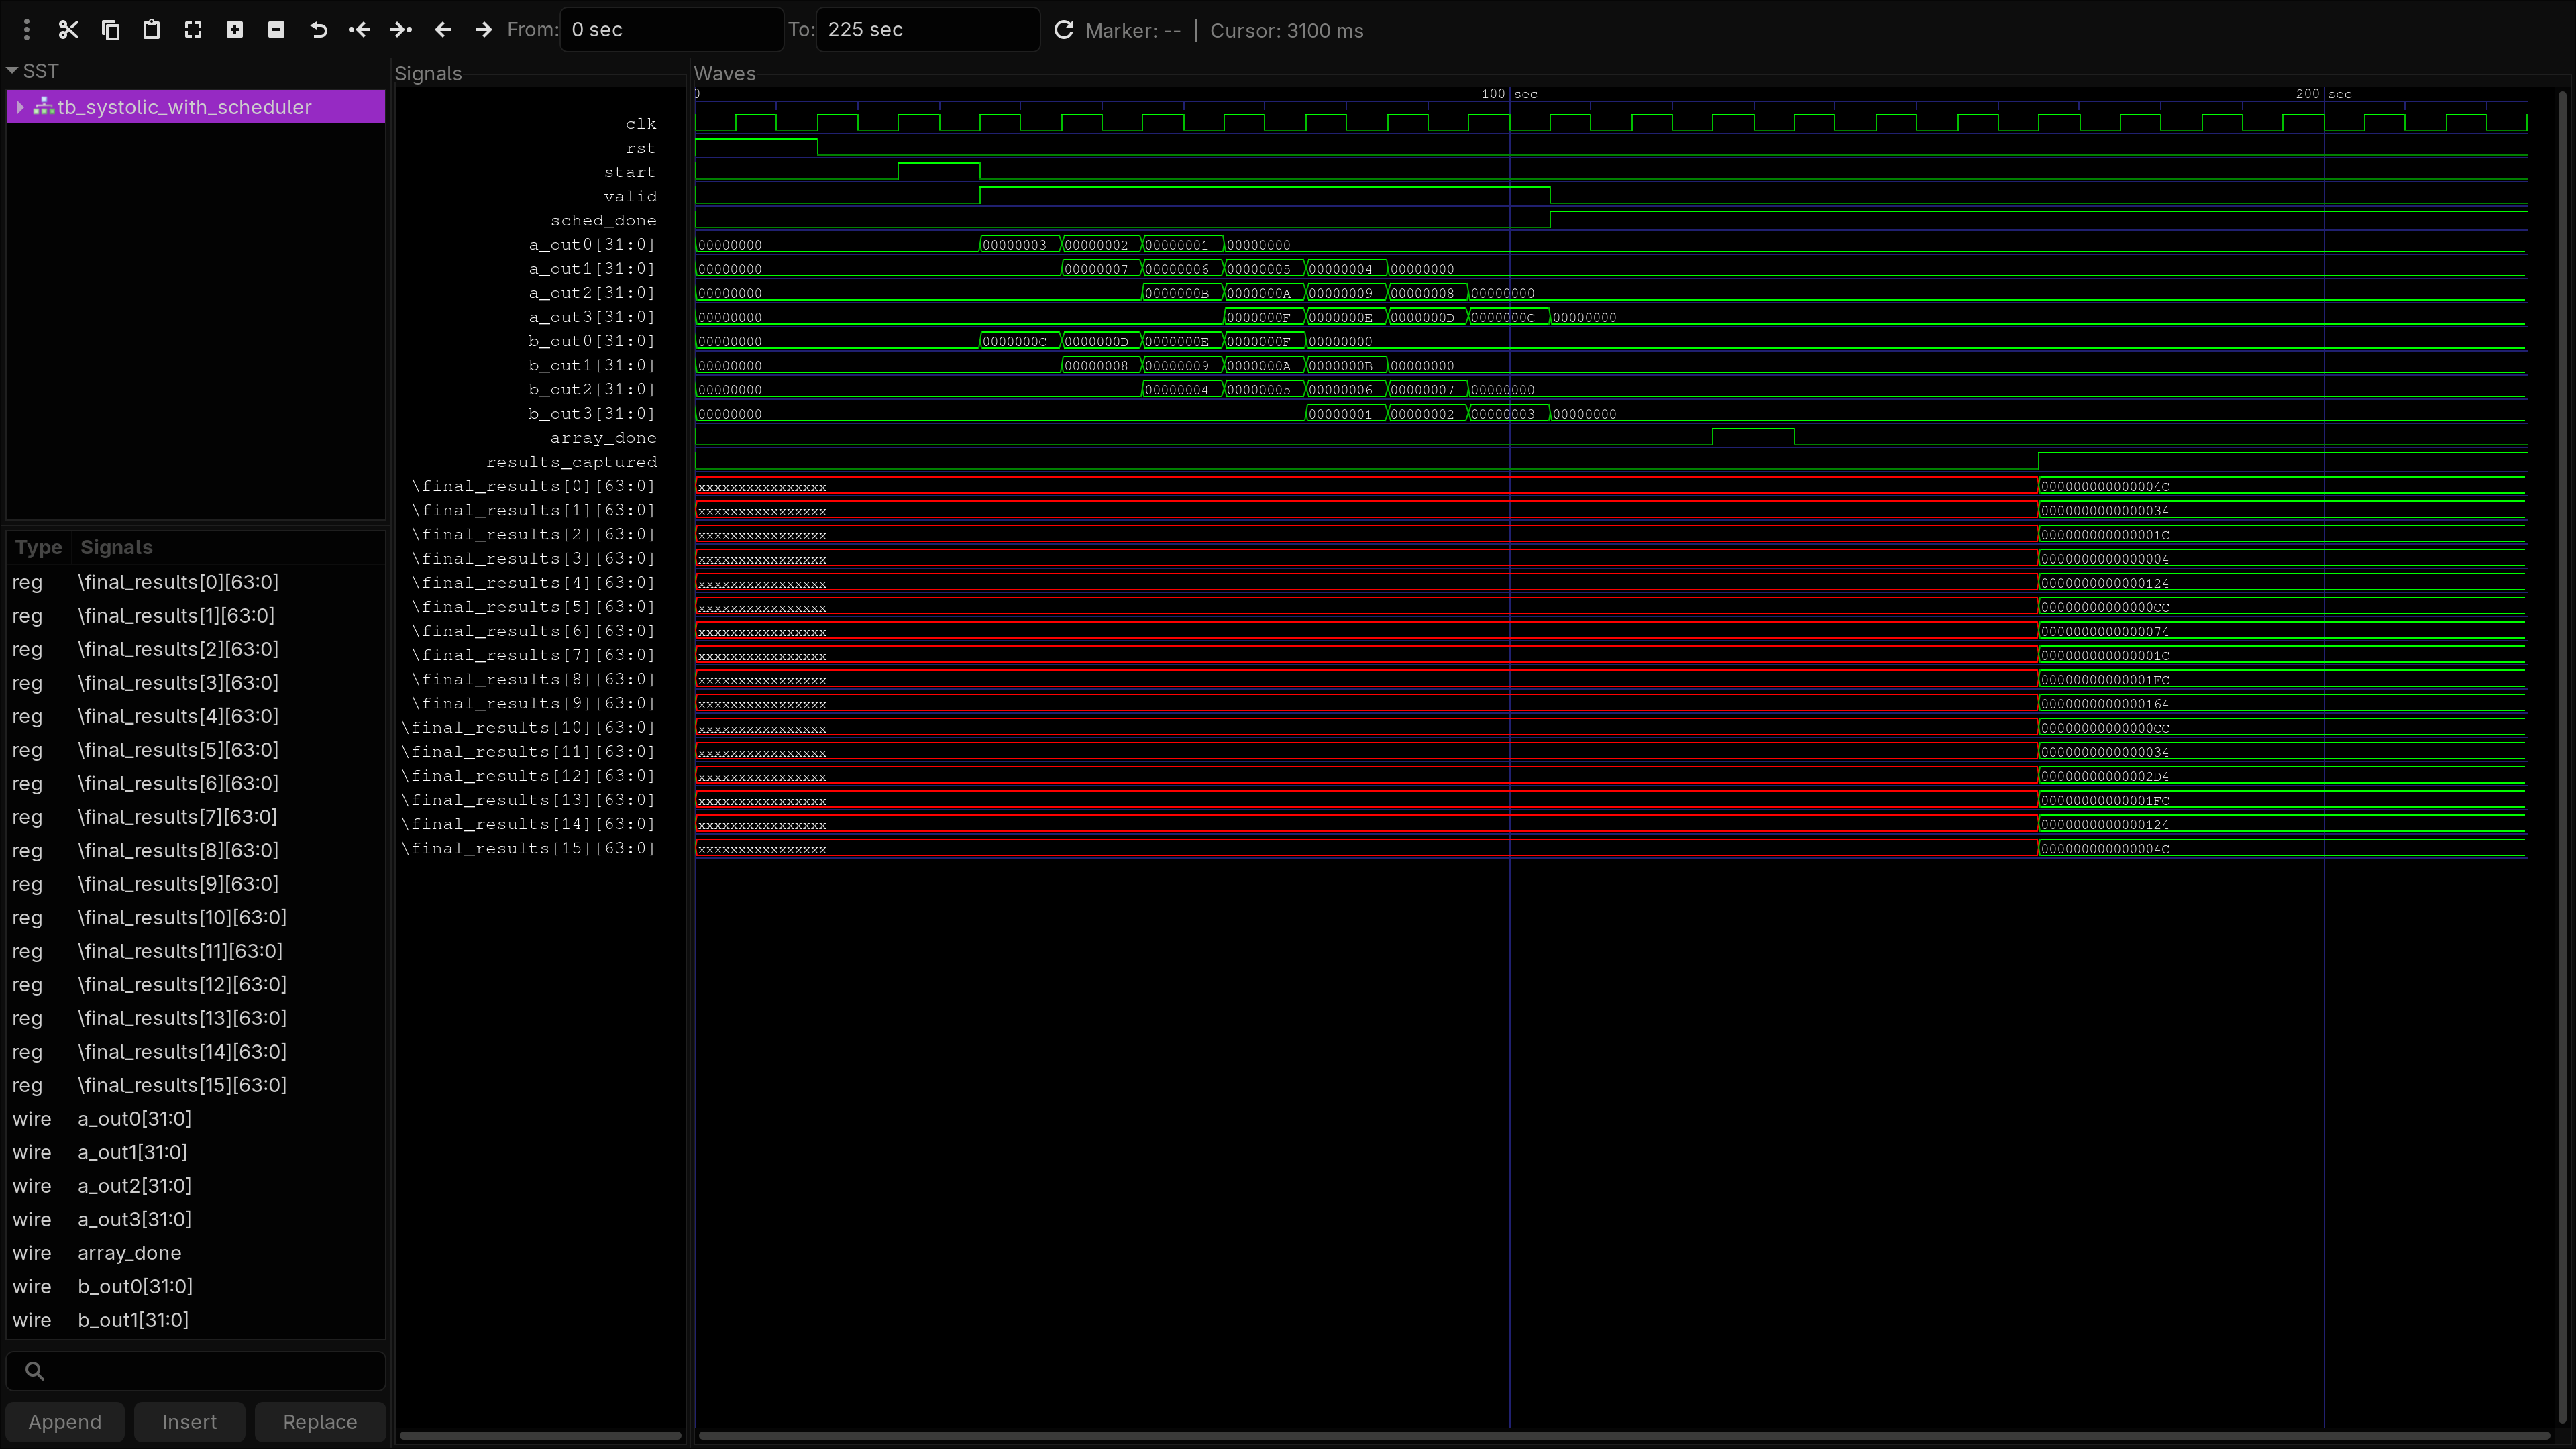 From: 0 sec To: 225 sec Marker: -- | Cursor: 3100 ms
SST
tb_systolic_with_scheduler
Type Signals
reg \final_results[0][63:0]
reg \final_results[1][63:0]
reg \final_results[2][63:0]
reg \final_results[3][63:0]
reg \final_results[4][63:0]
reg \final_results[5][63:0]
reg \final_results[6][63:0]
reg \final_results[7][63:0]
reg \final_results[8][63:0]
reg \final_results[9][63:0]
reg \final_results[10][63:0]
reg \final_results[11][63:0]
reg \final_results[12][63:0]
reg \final_results[13][63:0]
reg \final_results[14][63:0]
reg \final_results[15][63:0]
wire a_out0[31:0]
wire a_out1[31:0]
wire a_out2[31:0]
wire a_out3[31:0]
wire array_done
wire b_out0[31:0]
wire b_out1[31:0]
Append Insert Replace
Signals
Waves
0 100 sec 200 sec
clk
rst
start
valid
sched_done
a_out0[31:0] 00000000 00000003 00000002 00000001 00000000
a_out1[31:0] 00000000 00000007 00000006 00000005 00000004 00000000
a_out2[31:0] 00000000 0000000B 0000000A 00000009 00000008 00000000
a_out3[31:0] 00000000 0000000F 0000000E 0000000D 0000000C 00000000
b_out0[31:0] 00000000 0000000C 0000000D 0000000E 0000000F 00000000
b_out1[31:0] 00000000 00000008 00000009 0000000A 0000000B 00000000
b_out2[31:0] 00000000 00000004 00000005 00000006 00000007 00000000
b_out3[31:0] 00000000 00000001 00000002 00000003 00000000
array_done
results_captured
\final_results[0][63:0] xxxxxxxxxxxxxxxx 000000000000004C
\final_results[1][63:0] xxxxxxxxxxxxxxxx 0000000000000034
\final_results[2][63:0] xxxxxxxxxxxxxxxx 000000000000001C
\final_results[3][63:0] xxxxxxxxxxxxxxxx 0000000000000004
\final_results[4][63:0] xxxxxxxxxxxxxxxx 0000000000000124
\final_results[5][63:0] xxxxxxxxxxxxxxxx 00000000000000CC
\final_results[6][63:0] xxxxxxxxxxxxxxxx 0000000000000074
\final_results[7][63:0] xxxxxxxxxxxxxxxx 000000000000001C
\final_results[8][63:0] xxxxxxxxxxxxxxxx 00000000000001FC
\final_results[9][63:0] xxxxxxxxxxxxxxxx 0000000000000164
\final_results[10][63:0] xxxxxxxxxxxxxxxx 00000000000000CC
\final_results[11][63:0] xxxxxxxxxxxxxxxx 0000000000000034
\final_results[12][63:0] xxxxxxxxxxxxxxxx 00000000000002D4
\final_results[13][63:0] xxxxxxxxxxxxxxxx 00000000000001FC
\final_results[14][63:0] xxxxxxxxxxxxxxxx 0000000000000124
\final_results[15][63:0] xxxxxxxxxxxxxxxx 000000000000004C